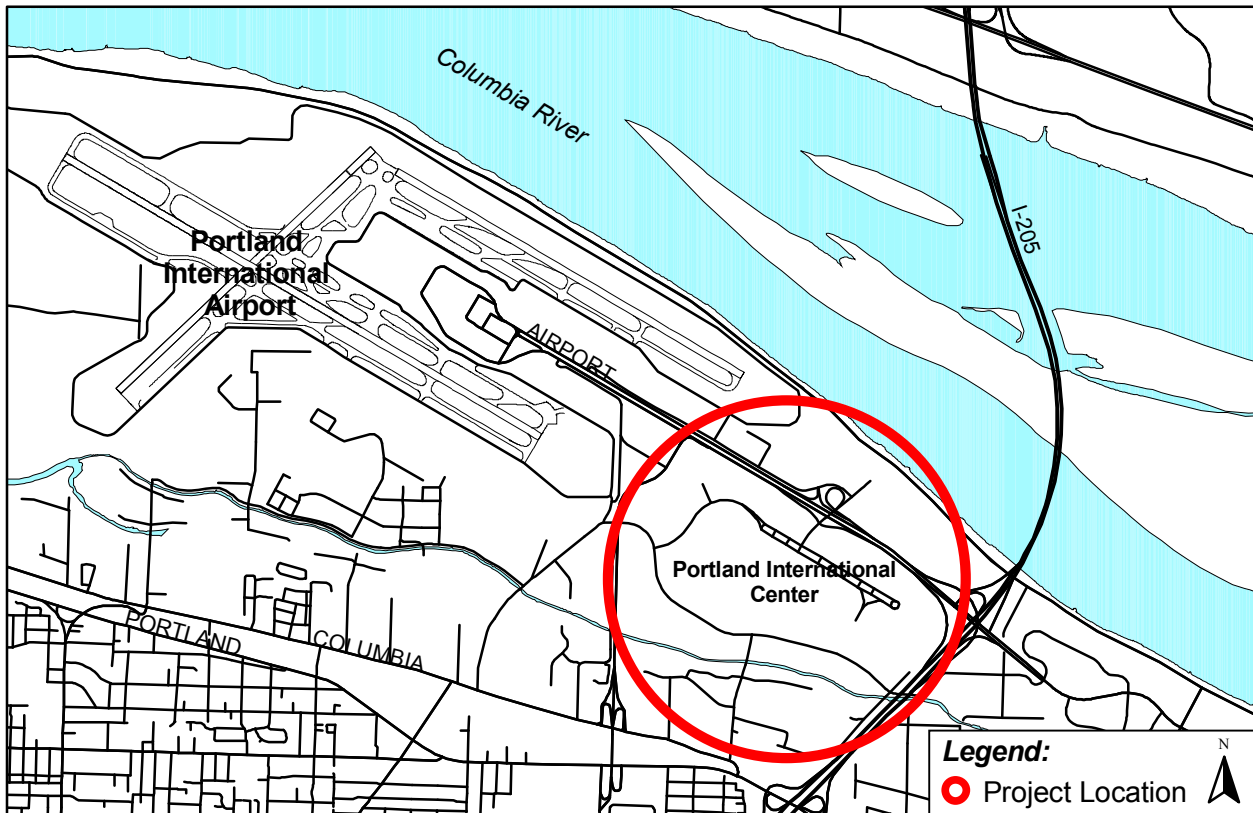 Columbia River
I-205
Portland
International
Airport
AIRPORT
Portland International
Center
PORTLAND
COLUMBIA
Legend:
Project Location
N